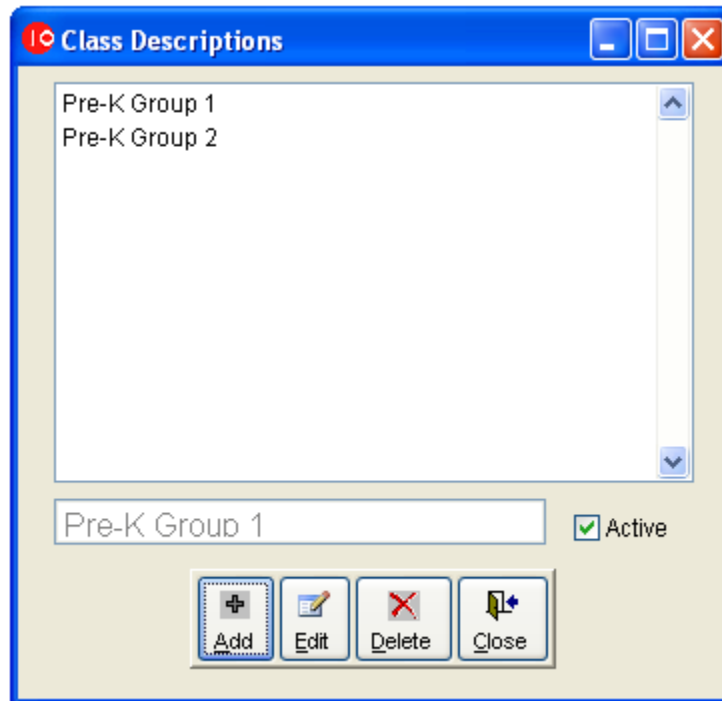 Class Descriptions
Pre-K Group 1
Pre-K Group 2
Pre-K Group 1
Active
Add Edit Delete Close